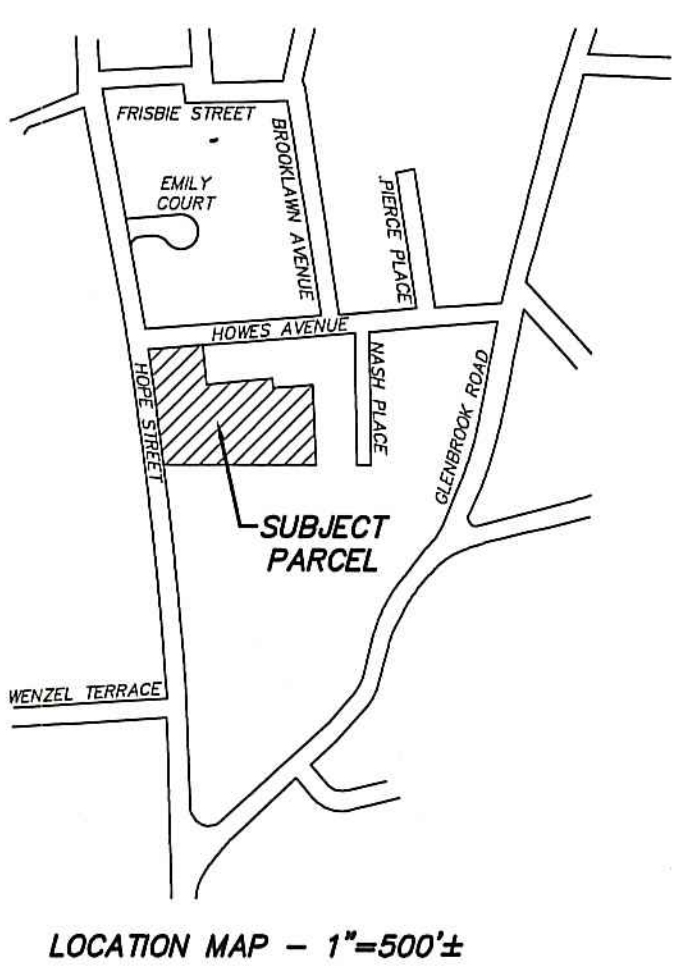 FRISBIE STREET
EMILY
COURT
BROOKLAWN AVENUE
PIERCE PLACE
HOWES AVENUE
HOPE STREET
NASH PLACE
GLENBROOK ROAD
SUBJECT
PARCEL
WENZEL TERRACE
LOCATION MAP - 1"=500'±